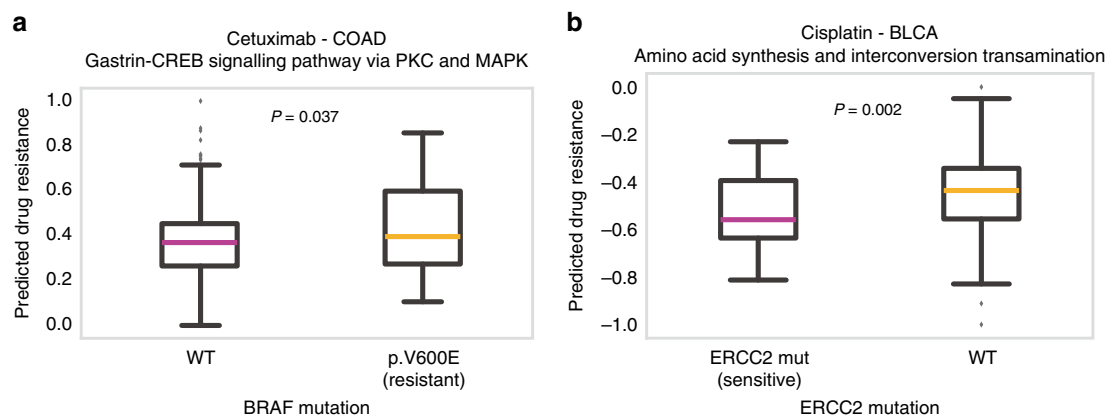 a
Cetuximab - COAD
Gastrin-CREB signalling pathway via PKC and MAPK
Predicted drug resistance
1.0
0.8
0.6
0.4
0.2
0.0
P = 0.037
WT
p.V600E
(resistant)
BRAF mutation
b
Cisplatin - BLCA
Amino acid synthesis and interconversion transamination
Predicted drug resistance
0.0
–0.2
–0.4
–0.6
–0.8
–1.0
P = 0.002
ERCC2 mut
(sensitive)
WT
ERCC2 mutation